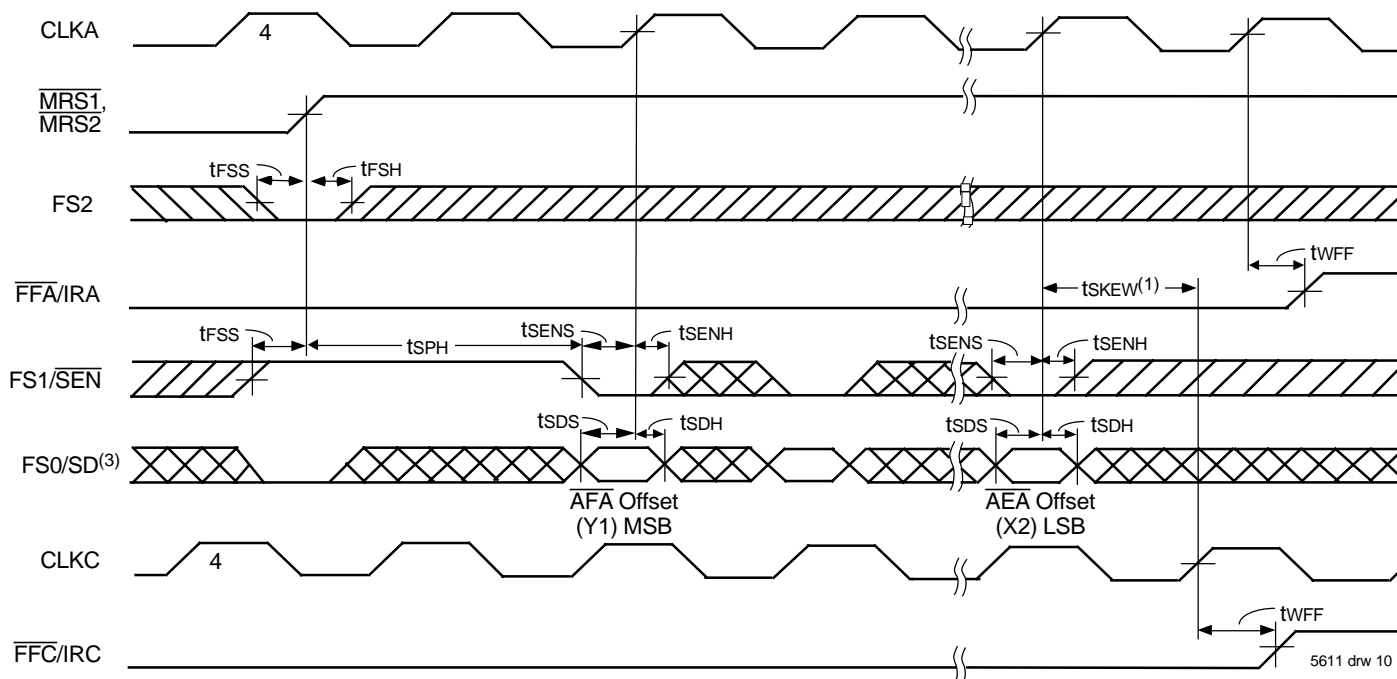 CLKA
4
MRS1,
MRS2
tFSS
tFSH
FS2
tWFF
FFA/IRA
tSKEW(1)
tFSS
tSPH
tSENS
tSENH
tSENS
tSENH
FS1/SEN
tSDS
tSDH
tSDS
tSDH
FS0/SD(3)
AFA Offset
(Y1) MSB
AEA Offset
(X2) LSB
CLKC
4
tWFF
FFC/IRC
5611 drw 10